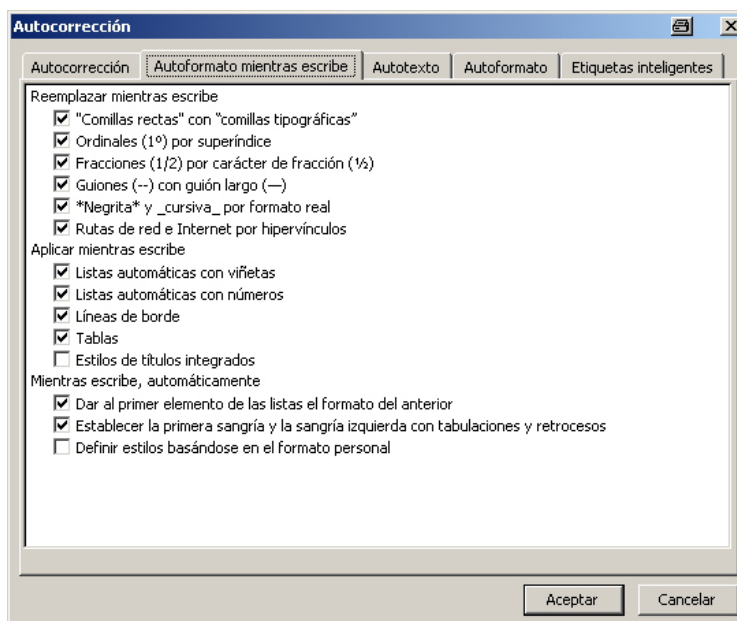 Autocorrección
Autocorrección
Autoformato mientras escribe
Autotexto
Autoformato
Etiquetas inteligentes
Reemplazar mientras escribe
"Comillas rectas" con “comillas tipográficas”
Ordinales (1º) por superíndice
Fracciones (1/2) por carácter de fracción (½)
Guiones (--) con guión largo (—)
*Negrita* y _cursiva_ por formato real
Rutas de red e Internet por hipervínculos
Aplicar mientras escribe
Listas automáticas con viñetas
Listas automáticas con números
Líneas de borde
Tablas
Estilos de títulos integrados
Mientras escribe, automáticamente
Dar al primer elemento de las listas el formato del anterior
Establecer la primera sangría y la sangría izquierda con tabulaciones y retrocesos
Definir estilos basándose en el formato personal
Aceptar
Cancelar